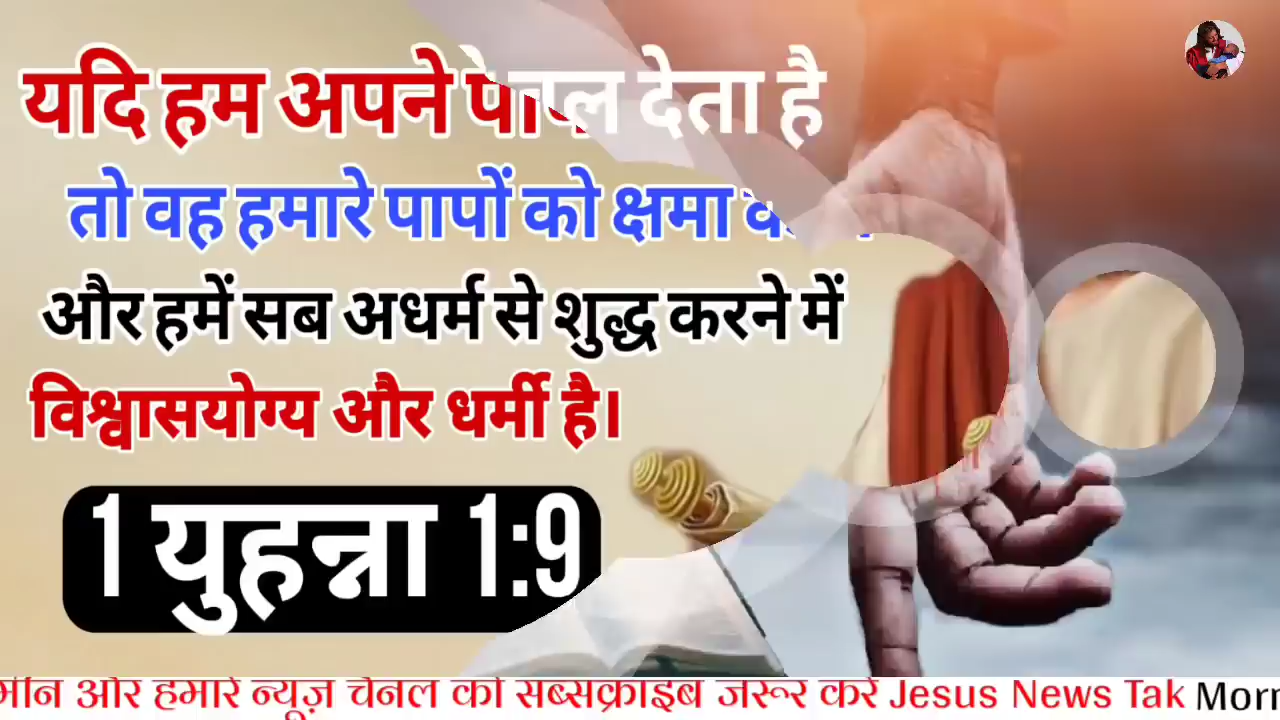 यदि हम अपने देता है
तो वह हमारे पापों को क्षमा
और हमें सब अधर्म से शुद्ध करने में
विश्वासयोग्य और धर्मी है।
1 युहन्ना 1:9
और हमारे न्यूज़ चैनल को सब्सक्राइब जरूर करें Jesus News Tak